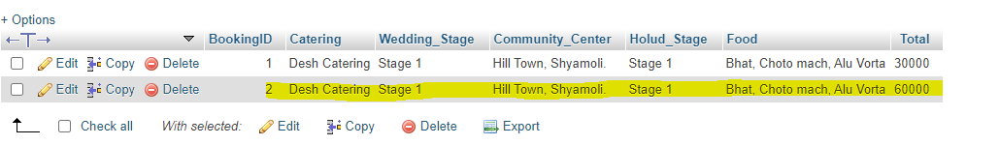 + Options
BookingID Catering Wedding_Stage Community_Center Holud_Stage Food Total
Edit Copy Delete 1 Desh Catering Stage 1 Hill Town, Shyamoli. Stage 1 Bhat, Choto mach, Alu Vorta 30000
Edit Copy Delete 2 Desh Catering Stage 1 Hill Town, Shyamoli. Stage 1 Bhat, Choto mach, Alu Vorta 60000
Check all With selected: Edit Copy Delete Export